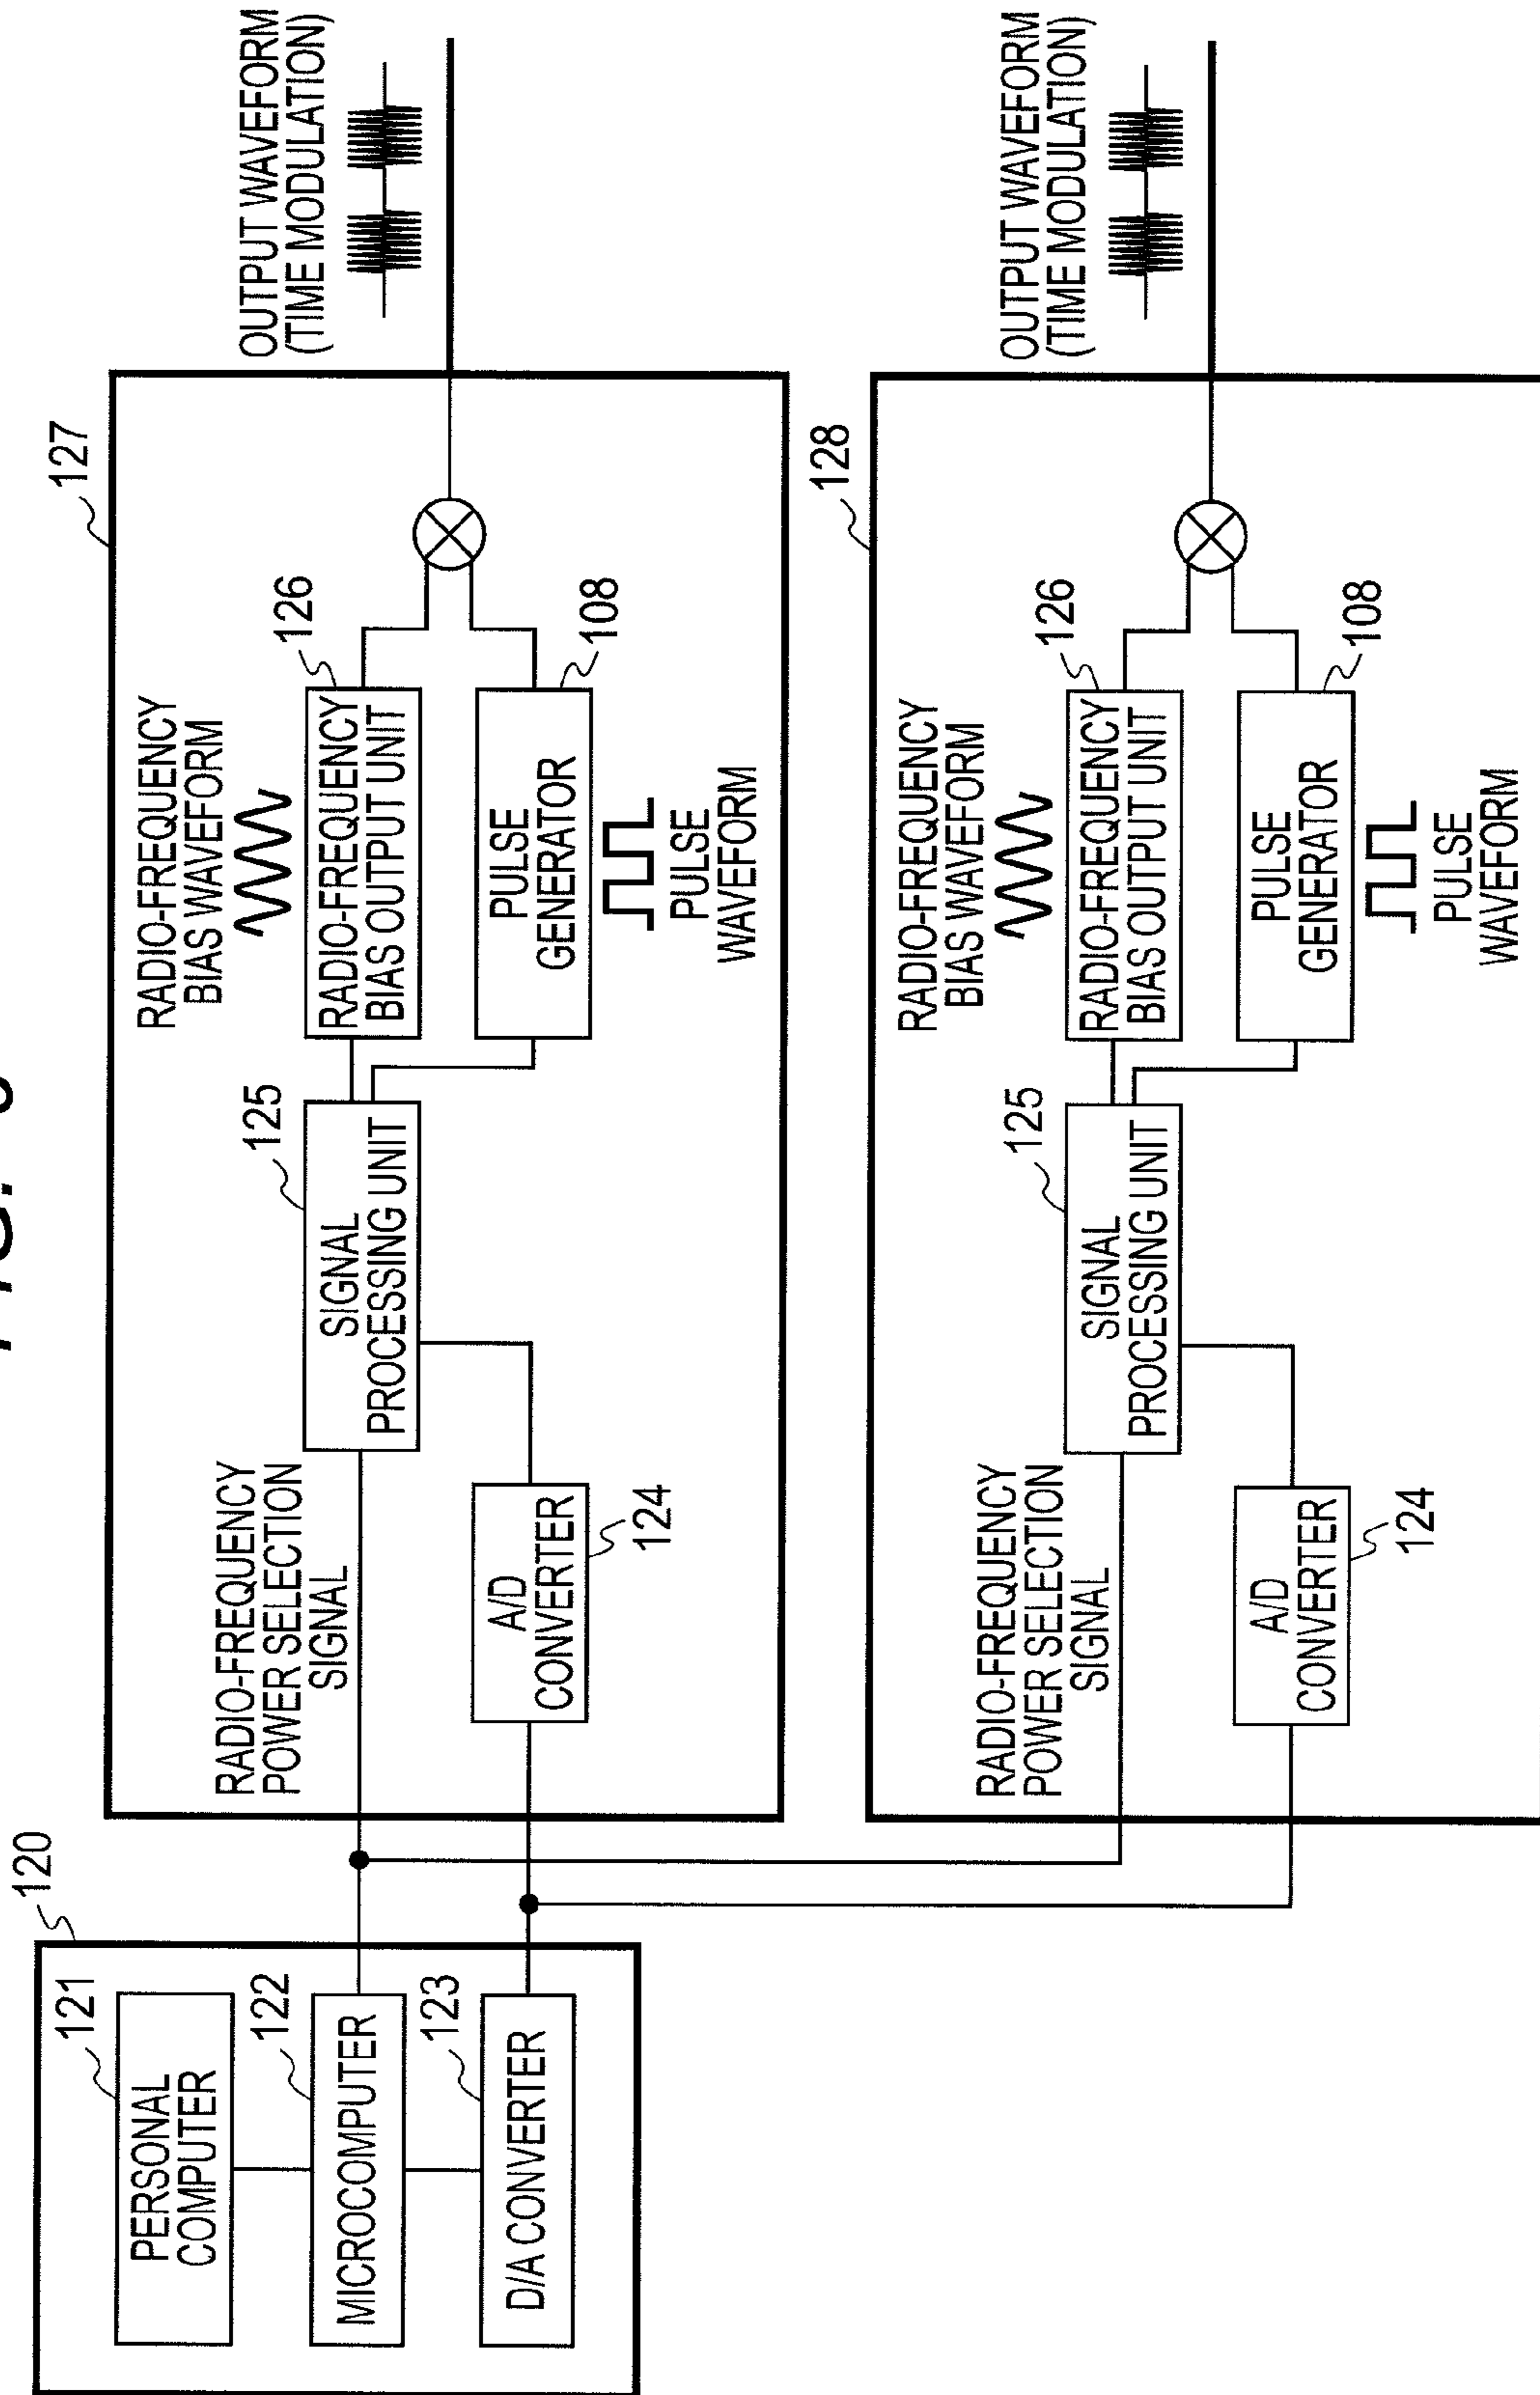 120
PERSONAL
COMPUTER
121
MICROCOMPUTER
122
D/A CONVERTER
123
127
RADIO-FREQUENCY
POWER SELECTION
SIGNAL
A/D
CONVERTER
124
SIGNAL
PROCESSING UNIT
125
RADIO-FREQUENCY
BIAS WAVEFORM
RADIO-FREQUENCY
BIAS OUTPUT UNIT
126
PULSE
GENERATOR
108
PULSE
WAVEFORM
OUTPUT WAVEFORM
(TIME MODULATION)
128
RADIO-FREQUENCY
POWER SELECTION
SIGNAL
A/D
CONVERTER
124
SIGNAL
PROCESSING UNIT
125
RADIO-FREQUENCY
BIAS WAVEFORM
RADIO-FREQUENCY
BIAS OUTPUT UNIT
126
PULSE
GENERATOR
108
PULSE
WAVEFORM
OUTPUT WAVEFORM
(TIME MODULATION)